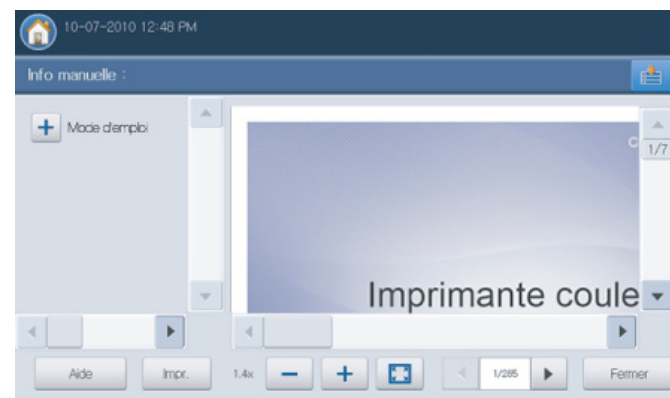 10-07-2010 12:48 PM
Info manuelle :
Mode d'emploi
C
1/7
Imprimante coule
Aide
Impr.
1.4x
1/285
Fermer